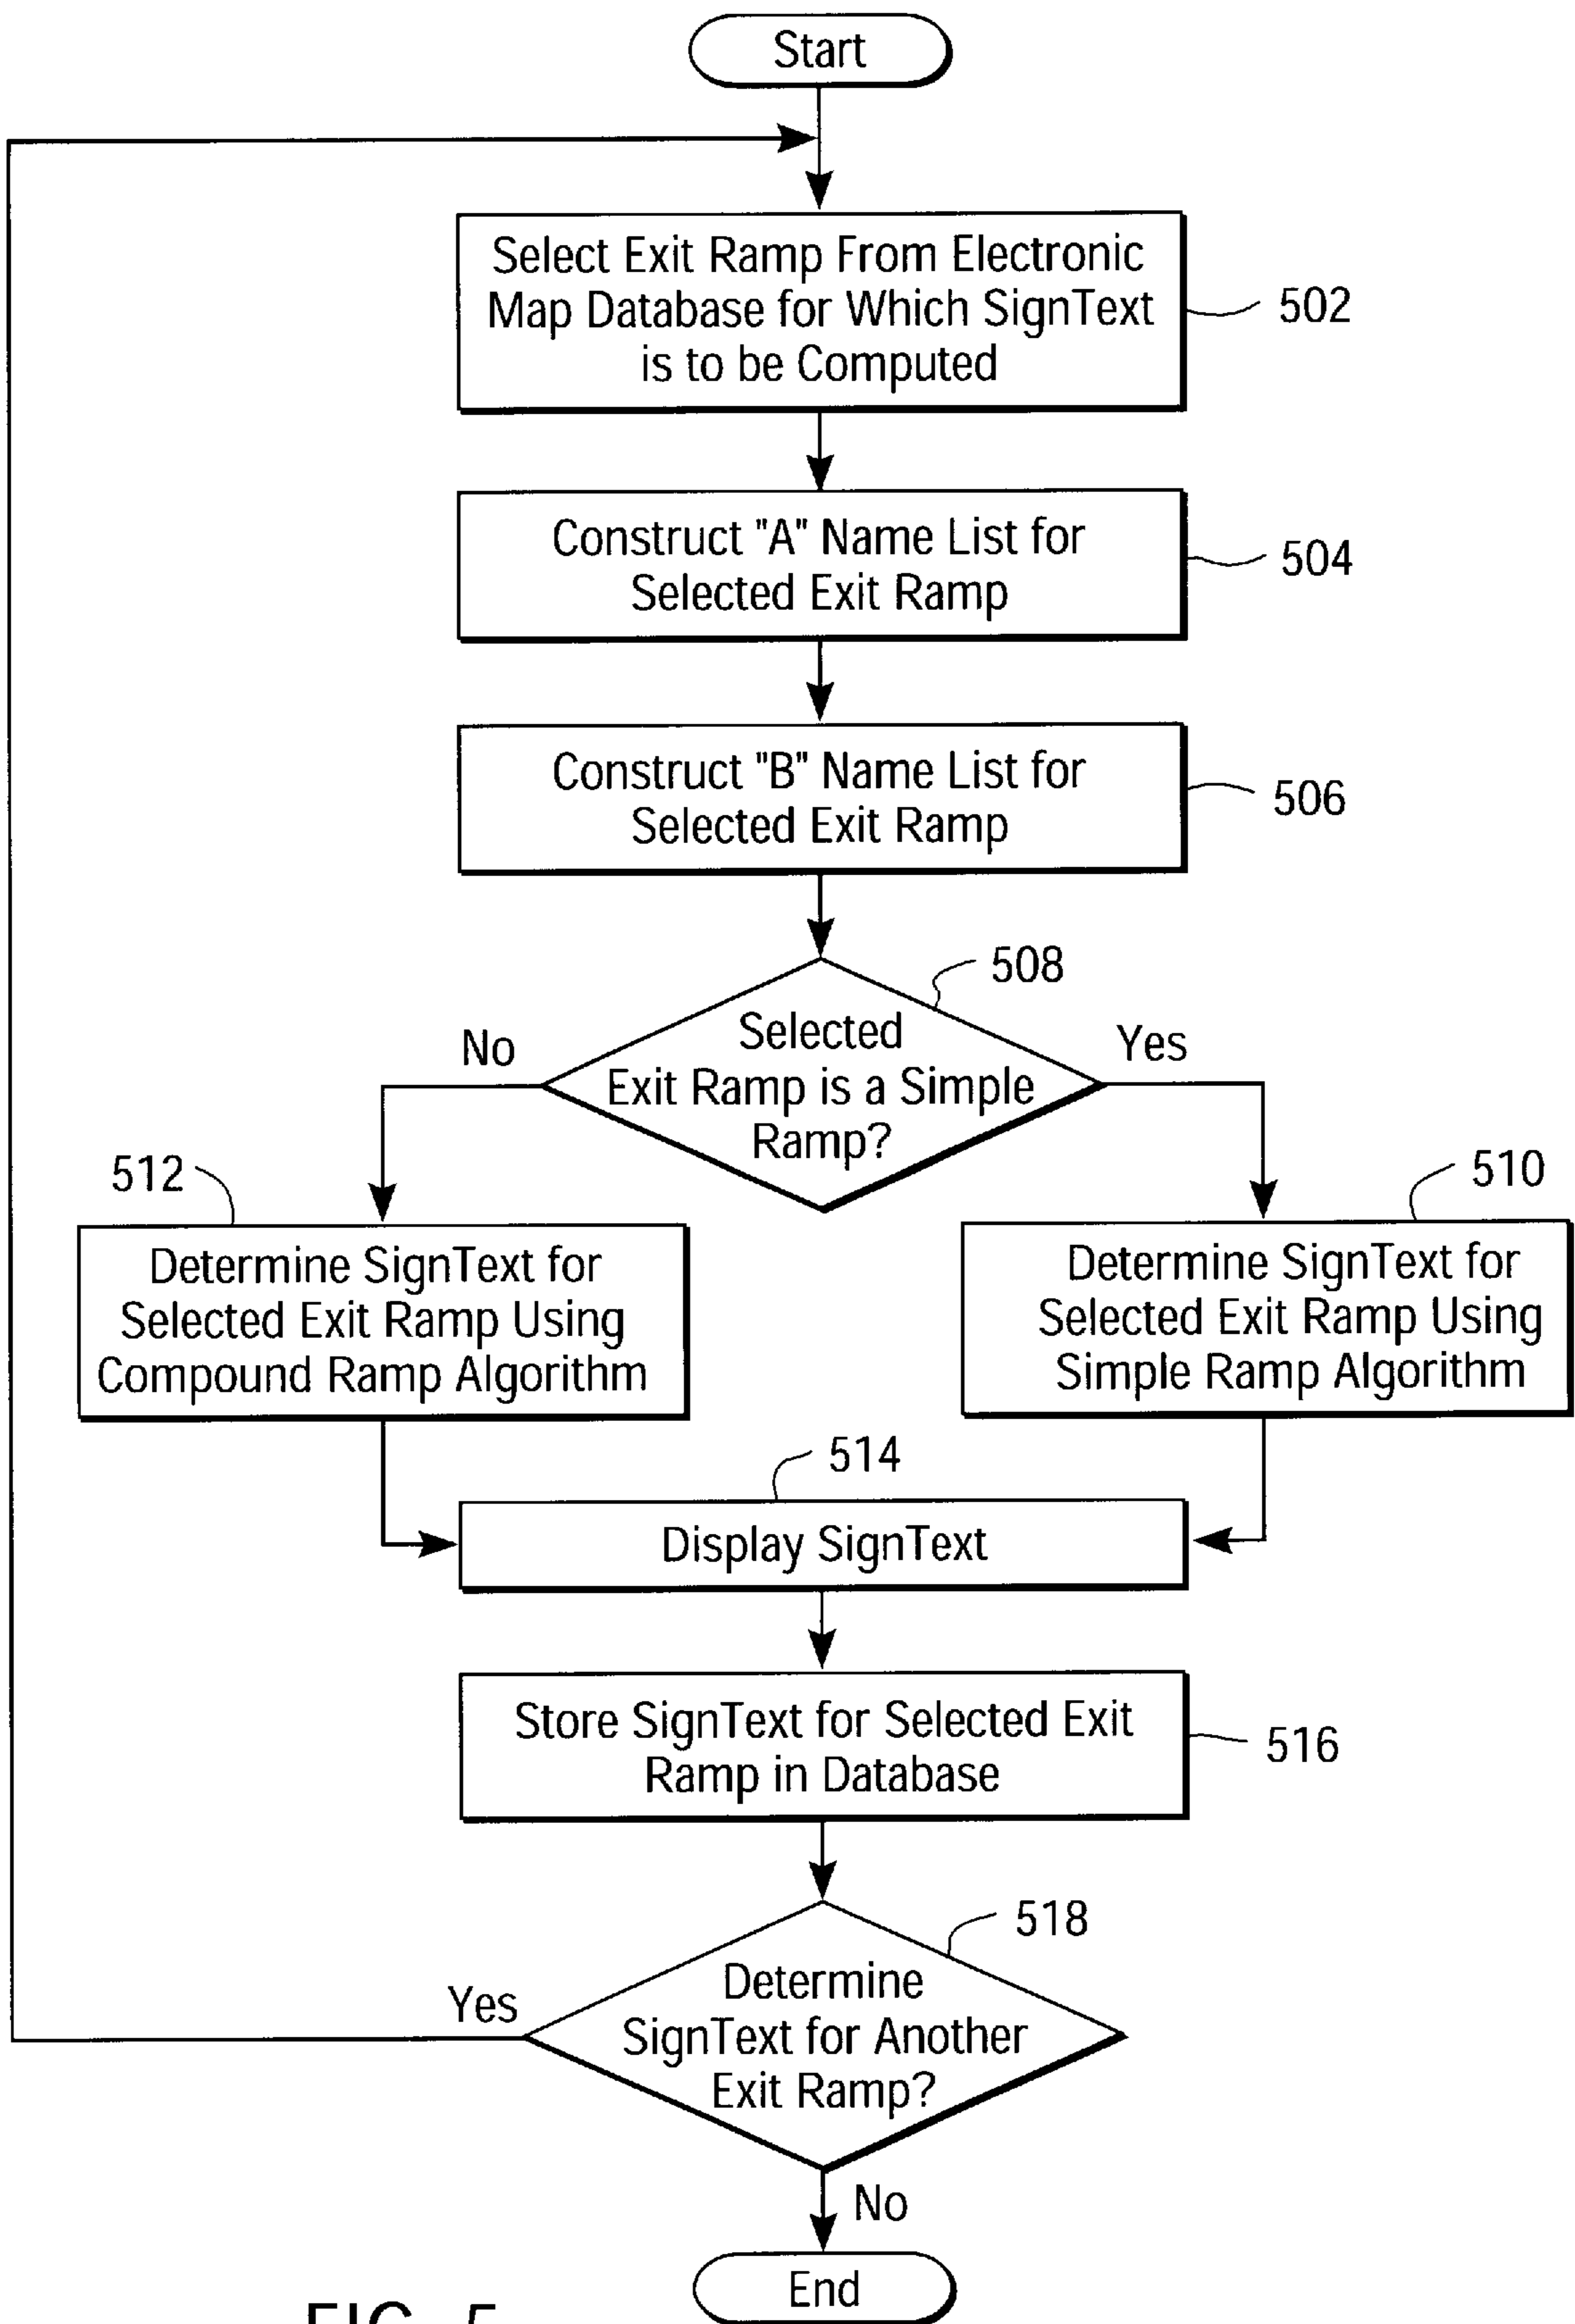 Start
Select Exit Ramp From Electronic
Map Database for Which SignText
is to be Computed
502
Construct "A" Name List for
Selected Exit Ramp
504
Construct "B" Name List for
Selected Exit Ramp
506
508
Selected
Exit Ramp is a Simple
Ramp?
No
Yes
512
Determine SignText for
Selected Exit Ramp Using
Compound Ramp Algorithm
510
Determine SignText for
Selected Exit Ramp Using
Simple Ramp Algorithm
514
Display SignText
Store SignText for Selected Exit
Ramp in Database
516
518
Determine
SignText for Another
Exit Ramp?
Yes
No
End
FIG. 5